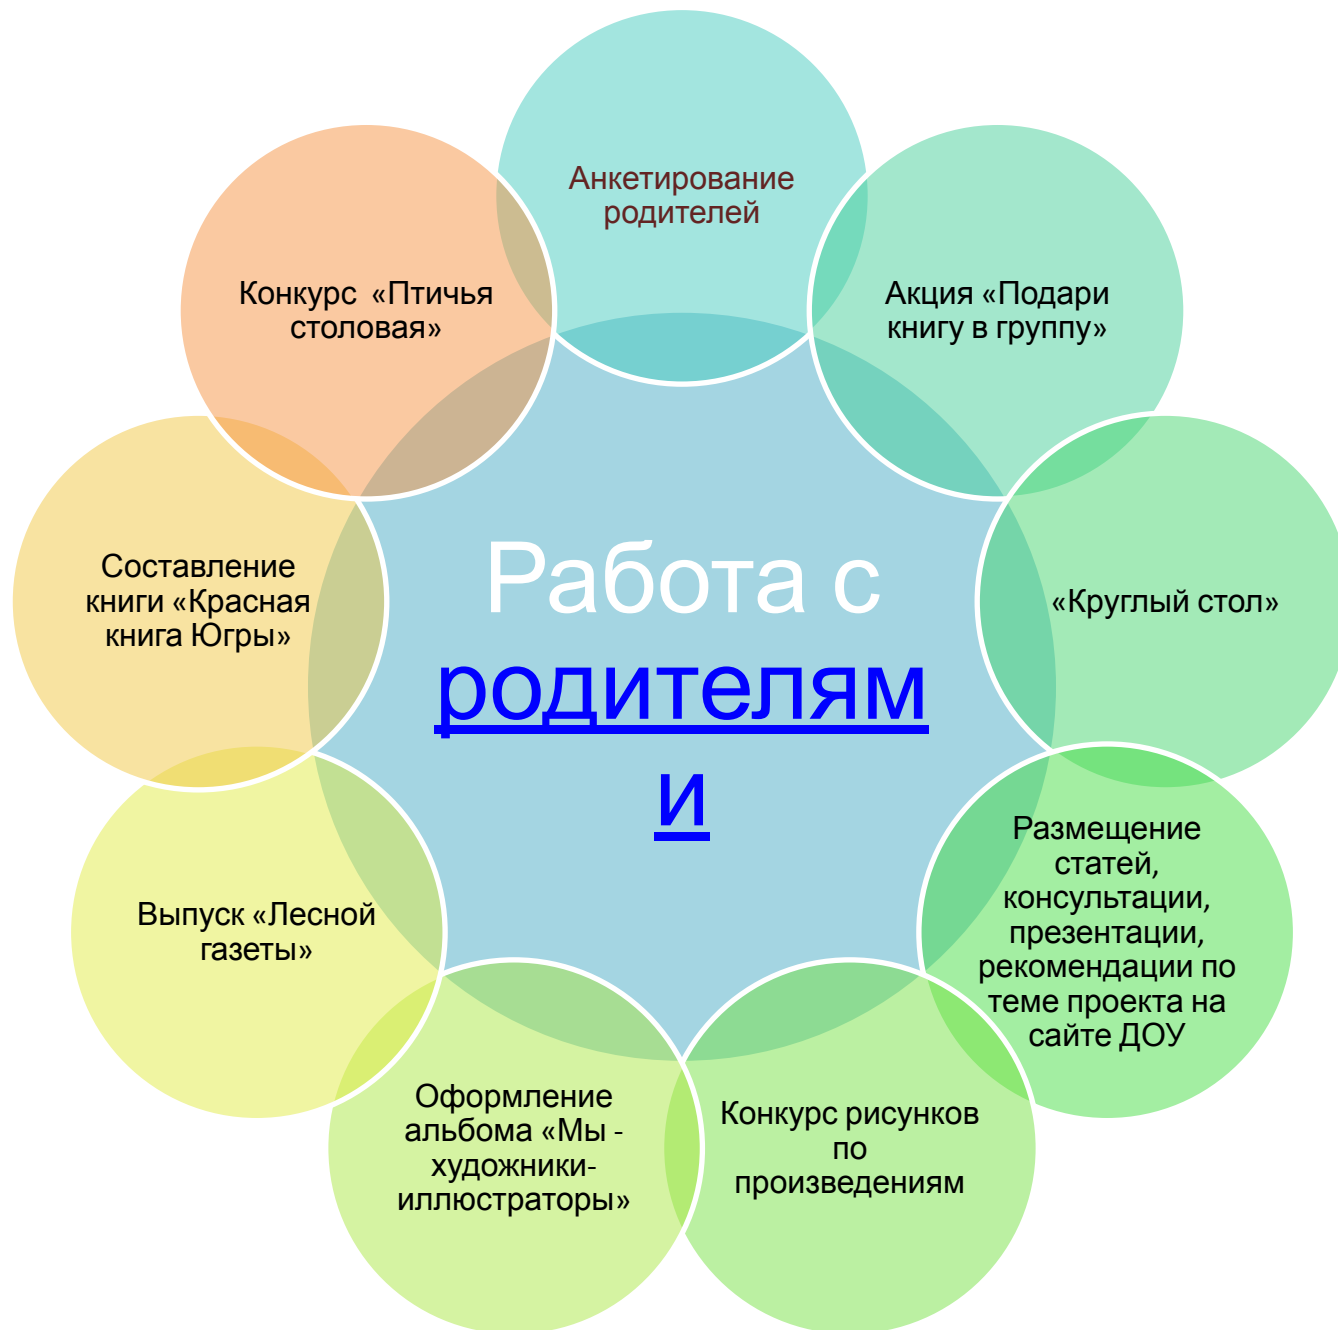 Анкетирование
родителей
Акция «Подари
книгу в группу»
«Круглый стол»
Размещение
статей,
консультации,
презентации,
рекомендации по
теме проекта на
сайте ДОУ
Конкурс рисунков
по
произведениям
Оформление
альбома «Мы -
художники-
иллюстраторы»
Выпуск «Лесной
газеты»
Составление
книги «Красная
книга Югры»
Конкурс «Птичья
столовая»
Работа с
родителям
и